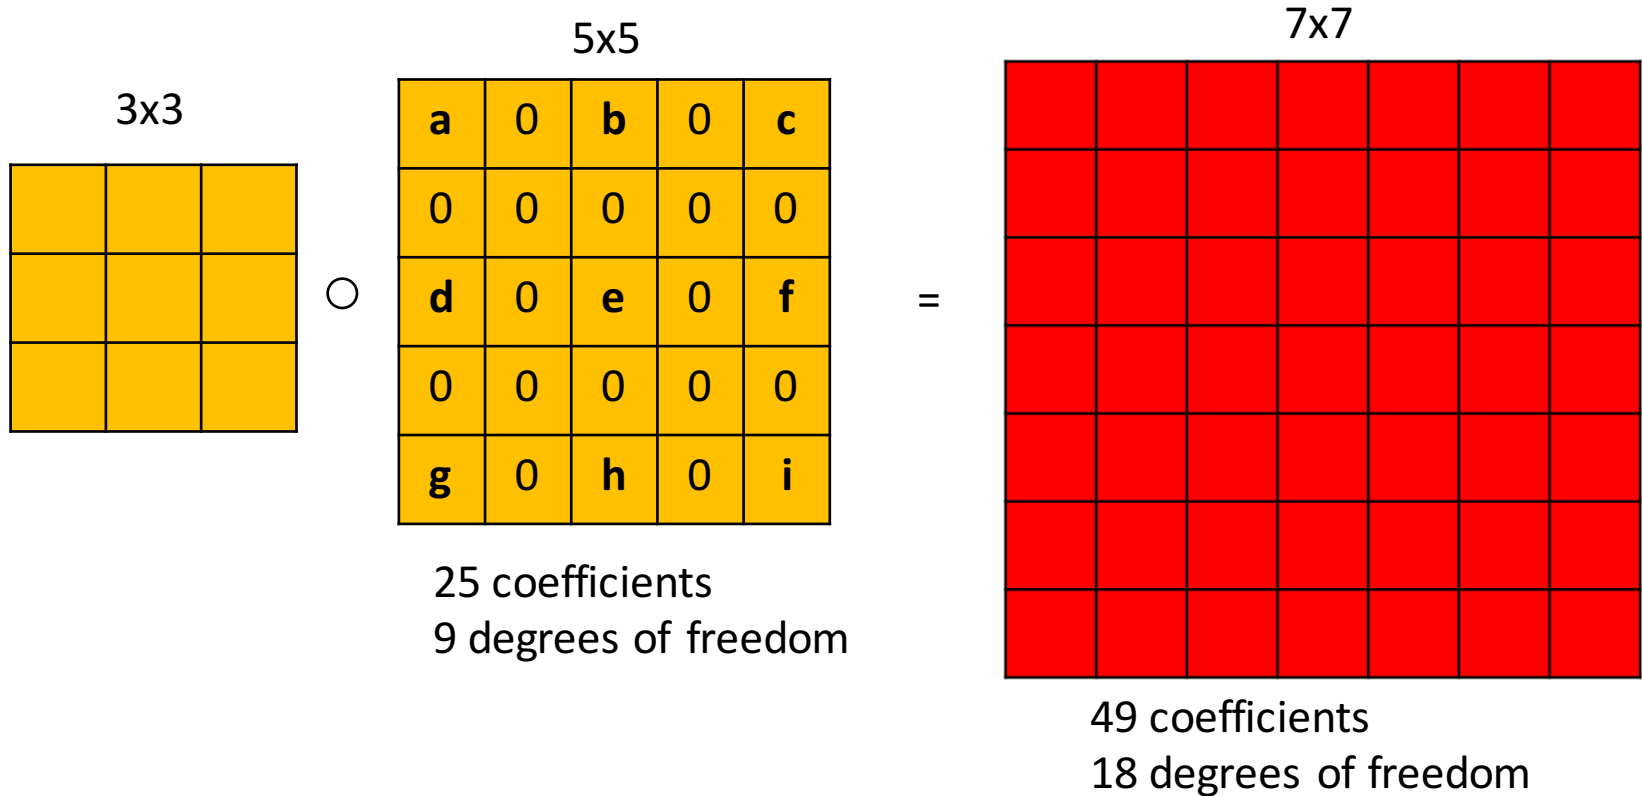 3x3
5x5
7x7
a 0 b 0 c
0 0 0 0 0
d 0 e 0 f
0 0 0 0 0
g 0 h 0 i
○
=
25 coefficients
9 degrees of freedom
49 coefficients
18 degrees of freedom